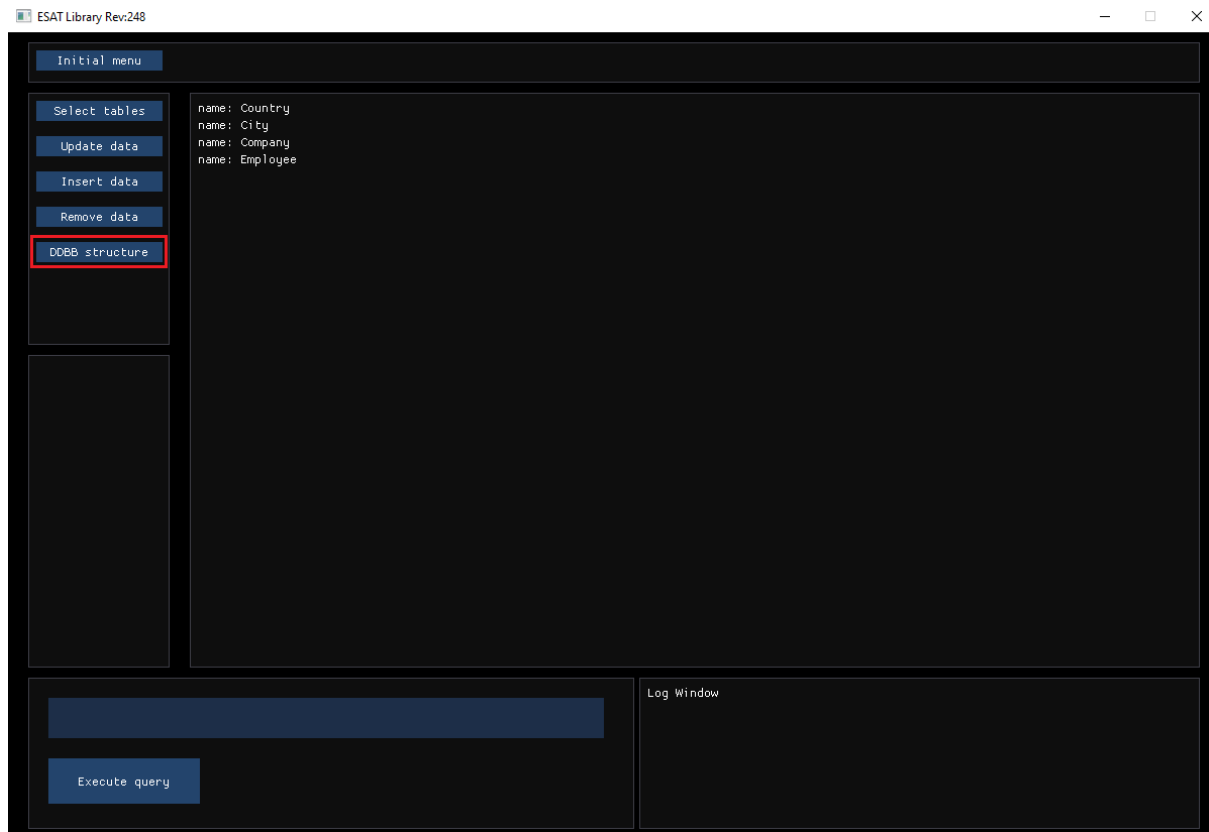 ESAT Library Rev:248
Initial menu
Select tables
Update data
Insert data
Remove data
DDBB structure
name: Country
name: City
name: Company
name: Employee
Execute query
Log Window